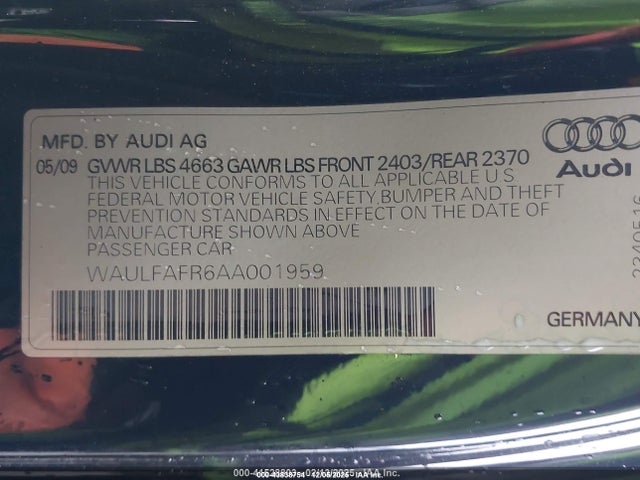 MFD. BY AUDI AG
05/09 GVWR LBS 4663 GAWR LBS FRONT 2403/REAR 2370
THIS VEHICLE CONFORMS TO ALL APPLICABLE U S
FEDERAL MOTOR VEHICLE SAFETY, BUMPER AND THEFT
PREVENTION STANDARDS IN EFFECT ON THE DATE OF
MANUFACTURE SHOWN ABOVE
PASSENGER CAR
WAULFAFR6AA001959
Audi
GERMANY